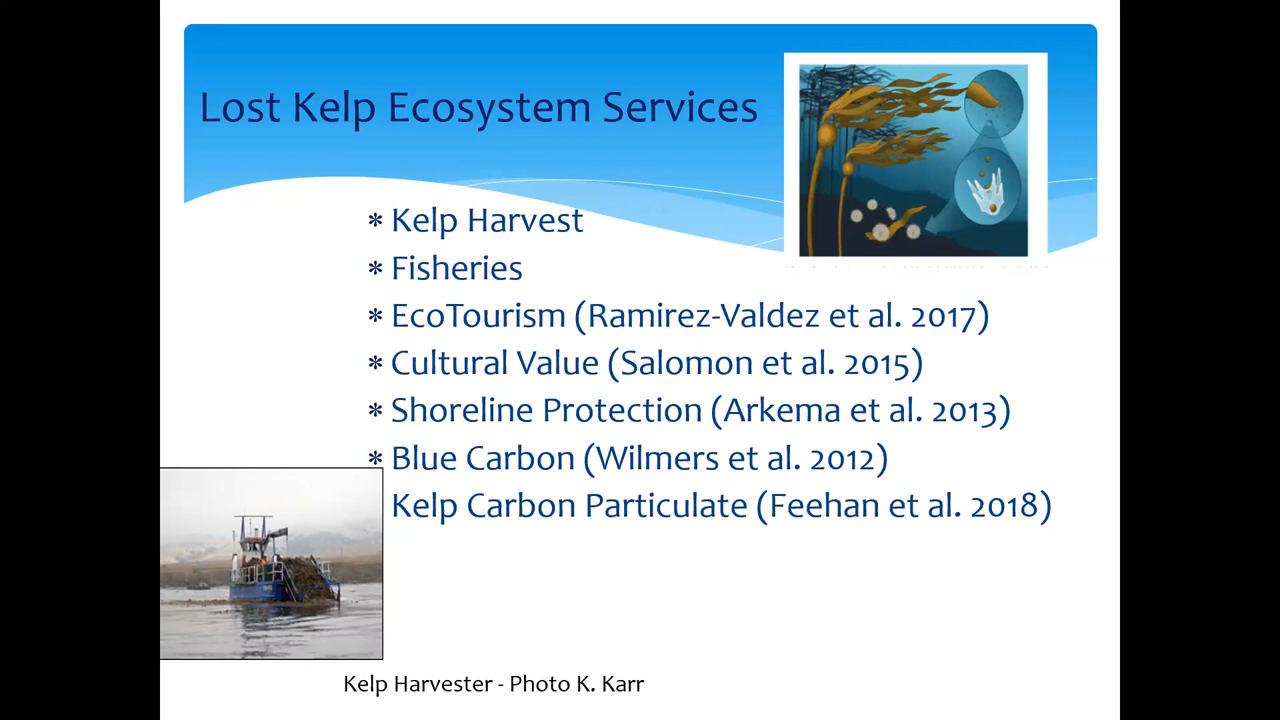 Lost Kelp Ecosystem Services
* Kelp Harvest
* Fisheries
* EcoTourism (Ramirez-Valdez et al. 2017)
* Cultural Value (Salomon et al. 2015)
* Shoreline Protection (Arkema et al. 2013)
* Blue Carbon (Wilmers et al. 2012)
Kelp Carbon Particulate (Feehan et al. 2018)
Kelp Harvester - Photo K. Karr